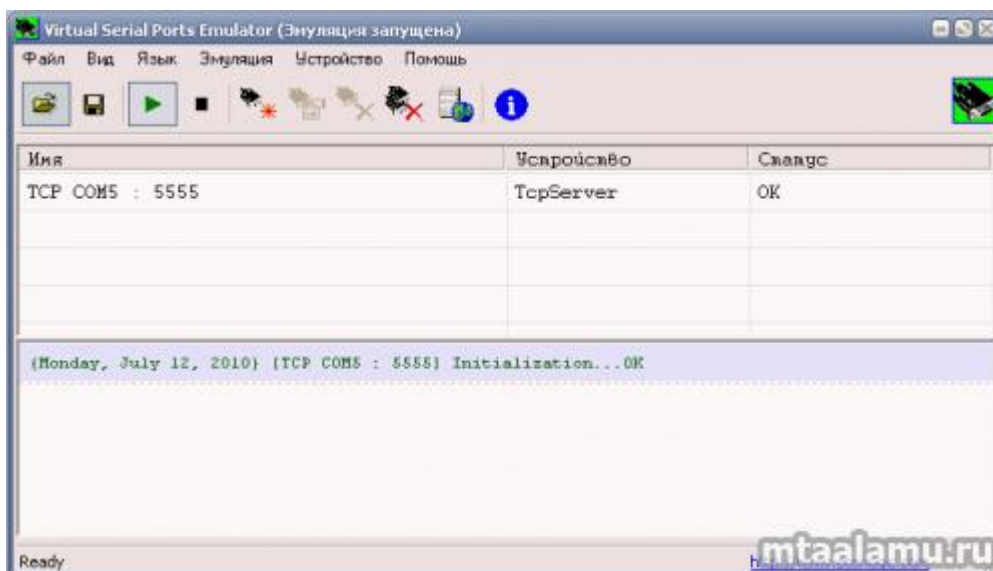 Virtual Serial Ports Emulator (Эмуляция запущена)
Файл Вид Язык Эмуляция Устройство Помощь
Имя Устройство Статус
TCP COM5 : 5555 TcpServer OK
{Monday, July 12, 2010} [TCP COM5 : 5555] Initialization...OK
Ready
mtaalamu.ru